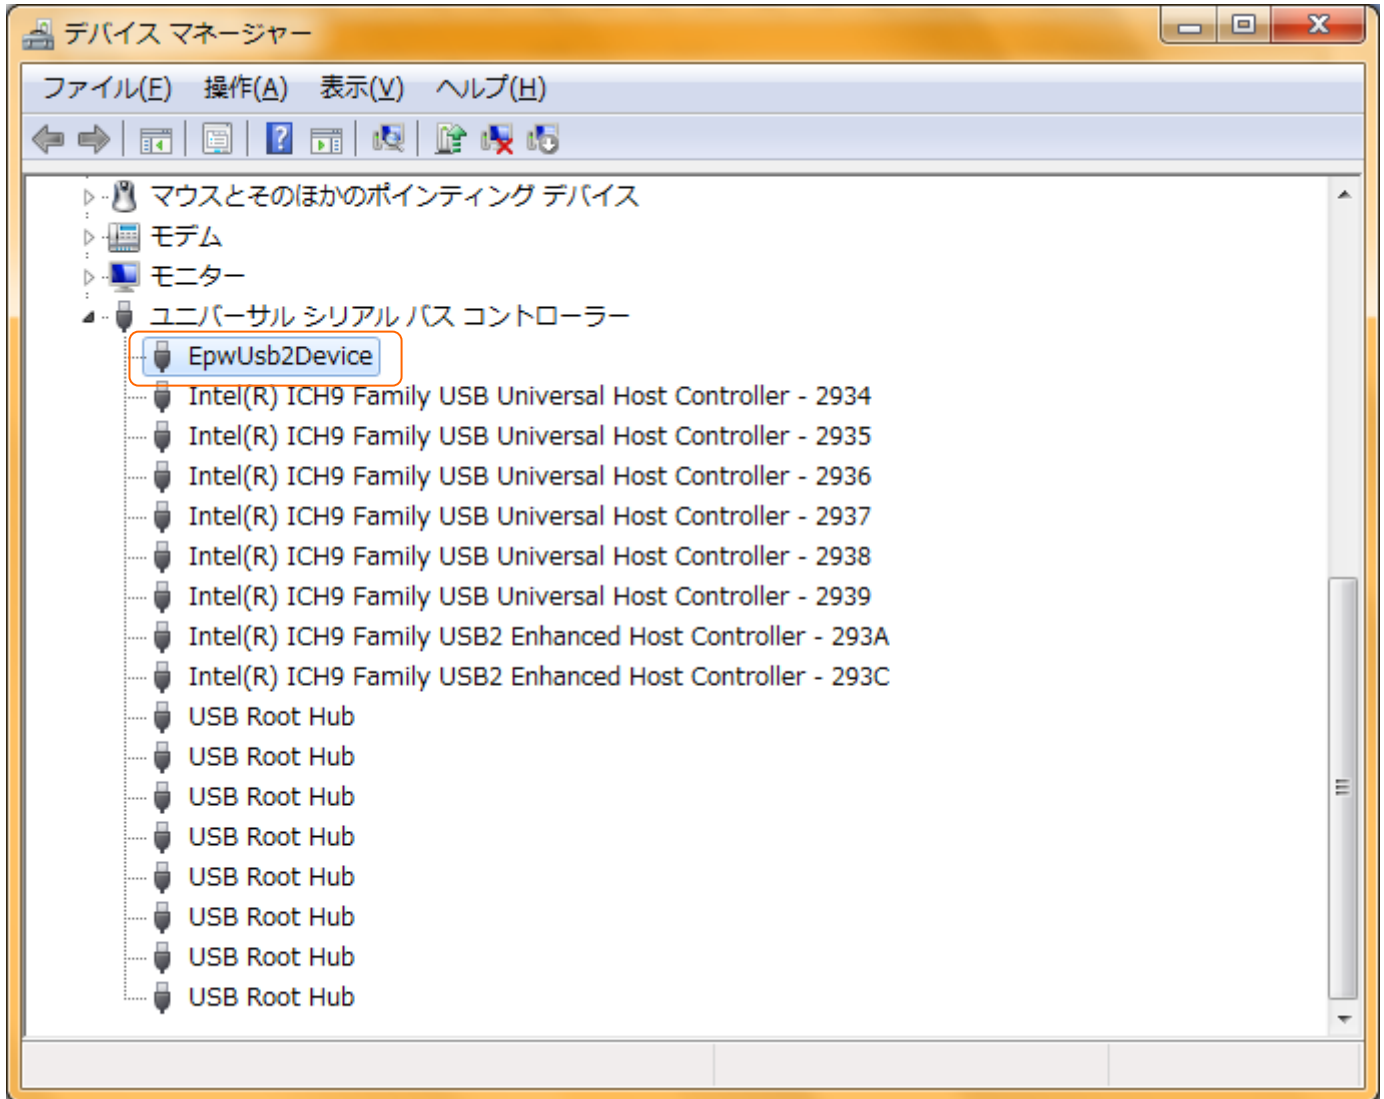 デバイス マネージャー
ファイル(F) 操作(A) 表示(V) ヘルプ(H)
マウスとそのほかのポインティング デバイス
モデム
モニター
ユニバーサル シリアル バス コントローラー
EpwUsb2Device
Intel(R) ICH9 Family USB Universal Host Controller - 2934
Intel(R) ICH9 Family USB Universal Host Controller - 2935
Intel(R) ICH9 Family USB Universal Host Controller - 2936
Intel(R) ICH9 Family USB Universal Host Controller - 2937
Intel(R) ICH9 Family USB Universal Host Controller - 2938
Intel(R) ICH9 Family USB Universal Host Controller - 2939
Intel(R) ICH9 Family USB2 Enhanced Host Controller - 293A
Intel(R) ICH9 Family USB2 Enhanced Host Controller - 293C
USB Root Hub
USB Root Hub
USB Root Hub
USB Root Hub
USB Root Hub
USB Root Hub
USB Root Hub
USB Root Hub